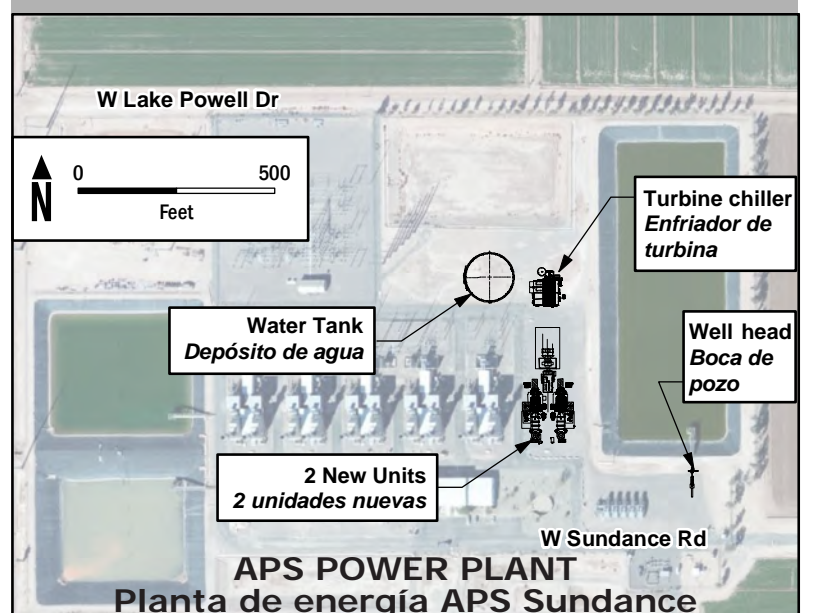 W Lake Powell Dr
0 500
Feet
N
Turbine chiller
Enfriador de
turbina
Water Tank
Depósito de agua
Well head
Boca de
pozo
2 New Units
2 unidades nuevas
W Sundance Rd
APS POWER PLANT
Planta de energía APS Sundance